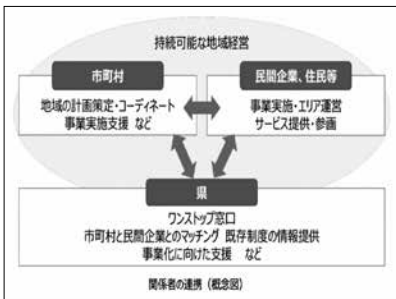 持続可能な地域経営
市町村
地域の計画策定・コーディネート
事業実施支援 など
民間企業、住民等
事業実施・エリア運営
サービス提供・参画
県
ワンストップ窓口
市町村と民間企業とのマッチング 既存制度の情報提供
事業化に向けた支援 など
関係者の連携（概念図）